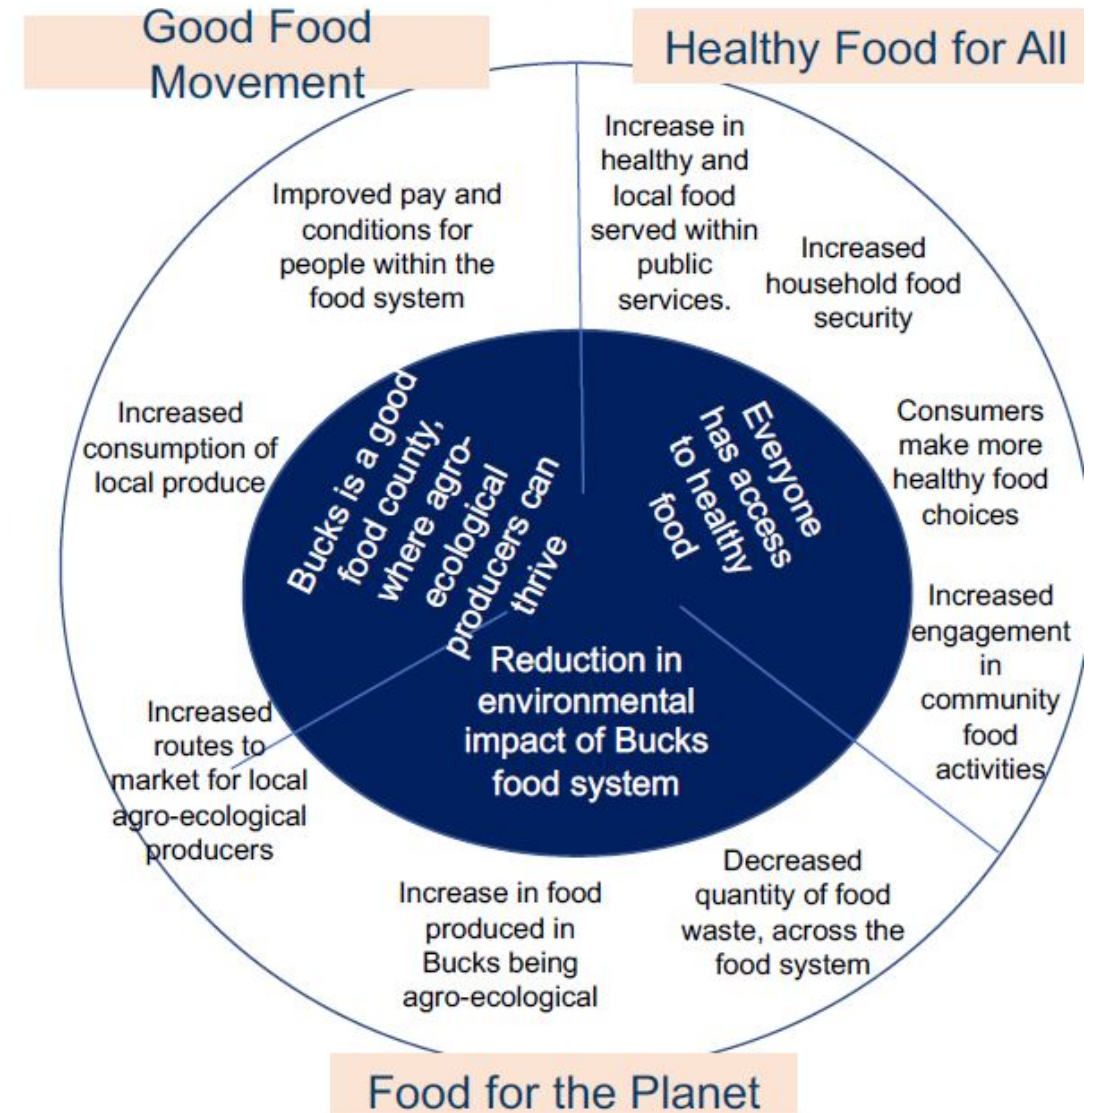 Good Food
Movement
Healthy Food for All
Improved pay and
conditions for
people within the
food system
Increased
consumption of
local produce
Increased
routes to
market for local
agro-ecological
producers
Bucks is a good
food county,
where agro-
ecological
producers can
thrive
Increase in
healthy and
local food
served within
public
services.
Increased
household food
security
Consumers
make more
healthy food
choices
Increased
engagement
in
community
food
activities
Everyone
has access
to healthy
food
Reduction in
environmental
impact of Bucks
food system
Increase in food
produced in
Bucks being
agro-ecological
Decreased
quantity of food
waste, across the
food system
Food for the Planet